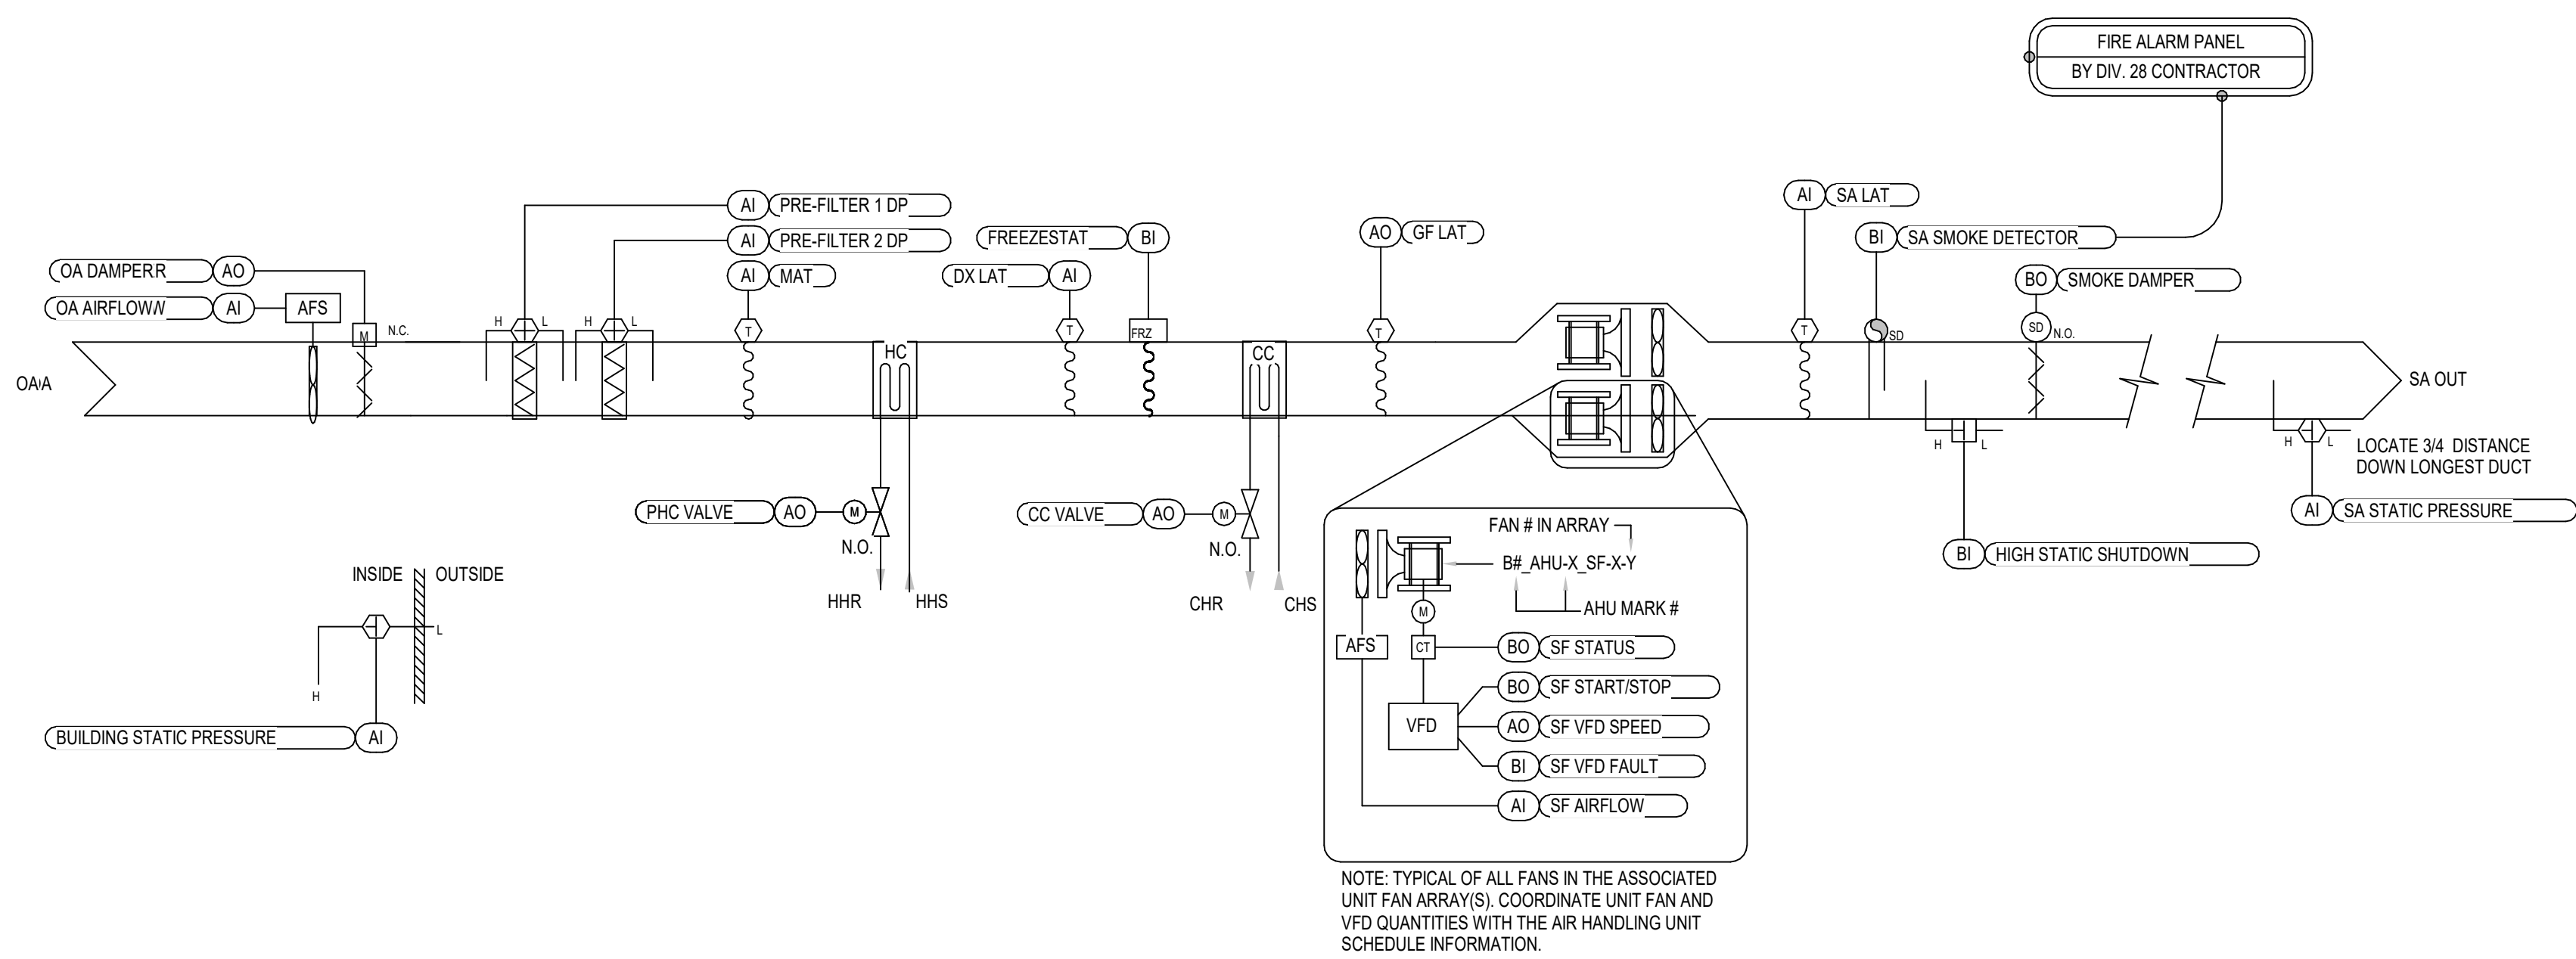 FIRE ALARM PANEL
BY DIV. 28 CONTRACTOR
AI PRE-FILTER 1 DP
AI PRE-FILTER 2 DP
AI MAT
FREEZESTAT BI
DX LAT AI
AO GF LAT
AI SA LAT
BI SA SMOKE DETECTOR
BO SMOKE DAMPER
OA DAMPERR AO
OA AIRFLOWW AI AFS
M N.C.
H L
H L
T
T
FRZ
T
T
SD
SD N.O.
HC
CC
OA\A
SA OUT
H L
H L
LOCATE 3/4 DISTANCE
DOWN LONGEST DUCT
AI SA STATIC PRESSURE
BI HIGH STATIC SHUTDOWN
PHC VALVE AO M
N.O.
HHR HHS
CC VALVE AO M
N.O.
CHR CHS
INSIDE OUTSIDE
L
H
BUILDING STATIC PRESSURE AI
FAN # IN ARRAY
B#_AHU-X_SF-X-Y
AHU MARK #
M
AFS
CT
BO SF STATUS
BO SF START/STOP
VFD
AO SF VFD SPEED
BI SF VFD FAULT
AI SF AIRFLOW
NOTE: TYPICAL OF ALL FANS IN THE ASSOCIATED
UNIT FAN ARRAY(S). COORDINATE UNIT FAN AND
VFD QUANTITIES WITH THE AIR HANDLING UNIT
SCHEDULE INFORMATION.